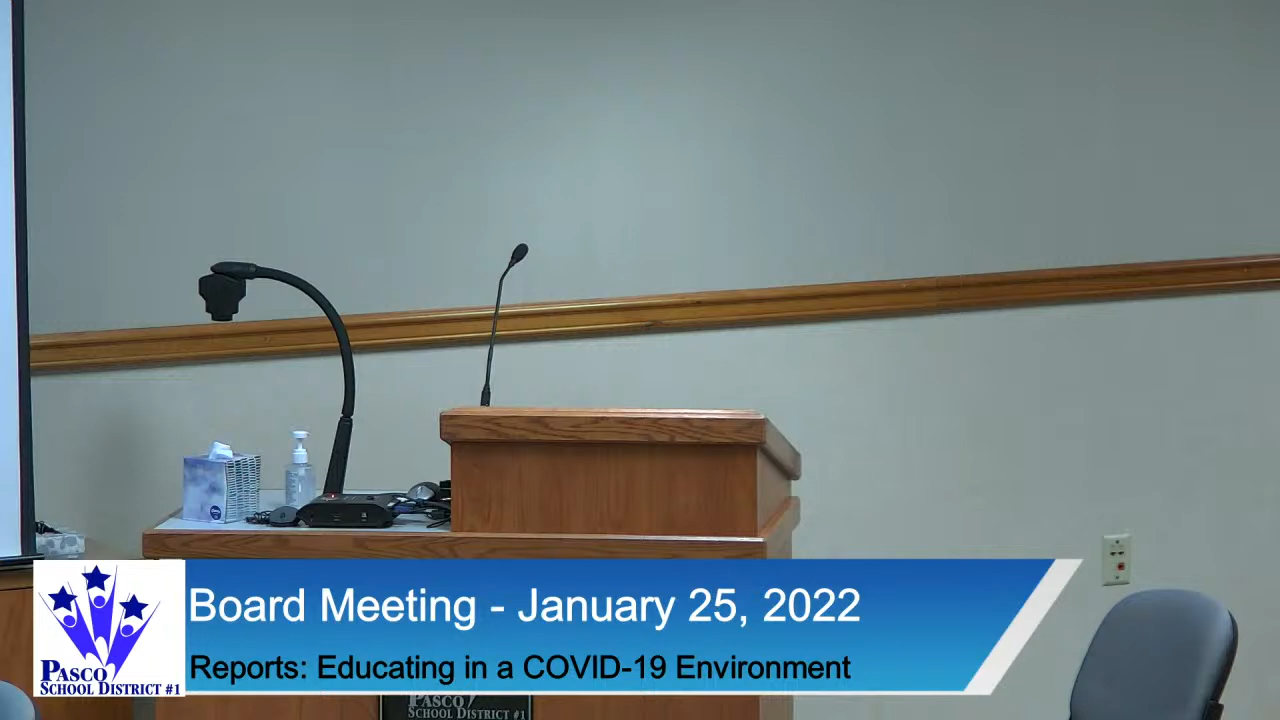 Board Meeting - January 25, 2022
Reports: Educating in a COVID-19 Environment
PASCO
SCHOOL DISTRICT #1
PASCO
SCHOOL DISTRICT #1